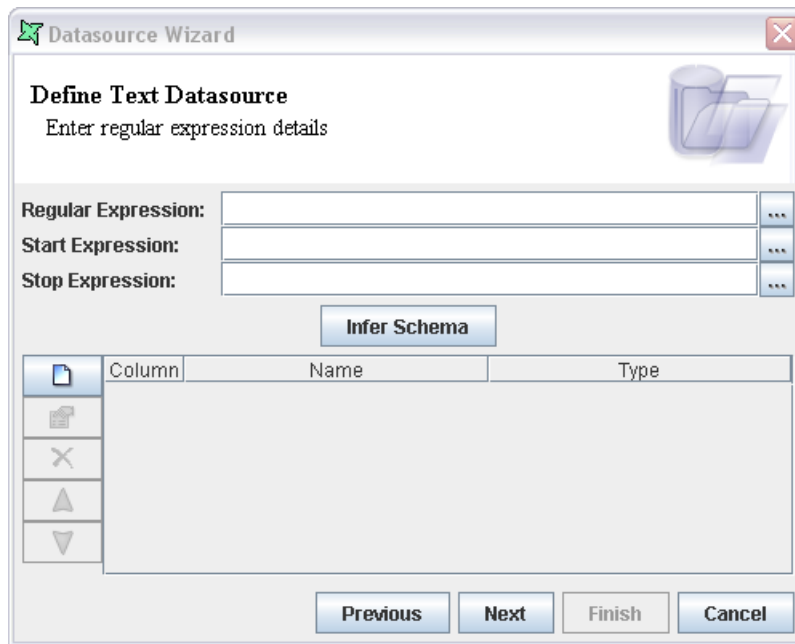 Datasource Wizard
Define Text Datasource
Enter regular expression details
Regular Expression: ...
Start Expression: ...
Stop Expression: ...
Infer Schema
Column Name Type
Previous Next Finish Cancel